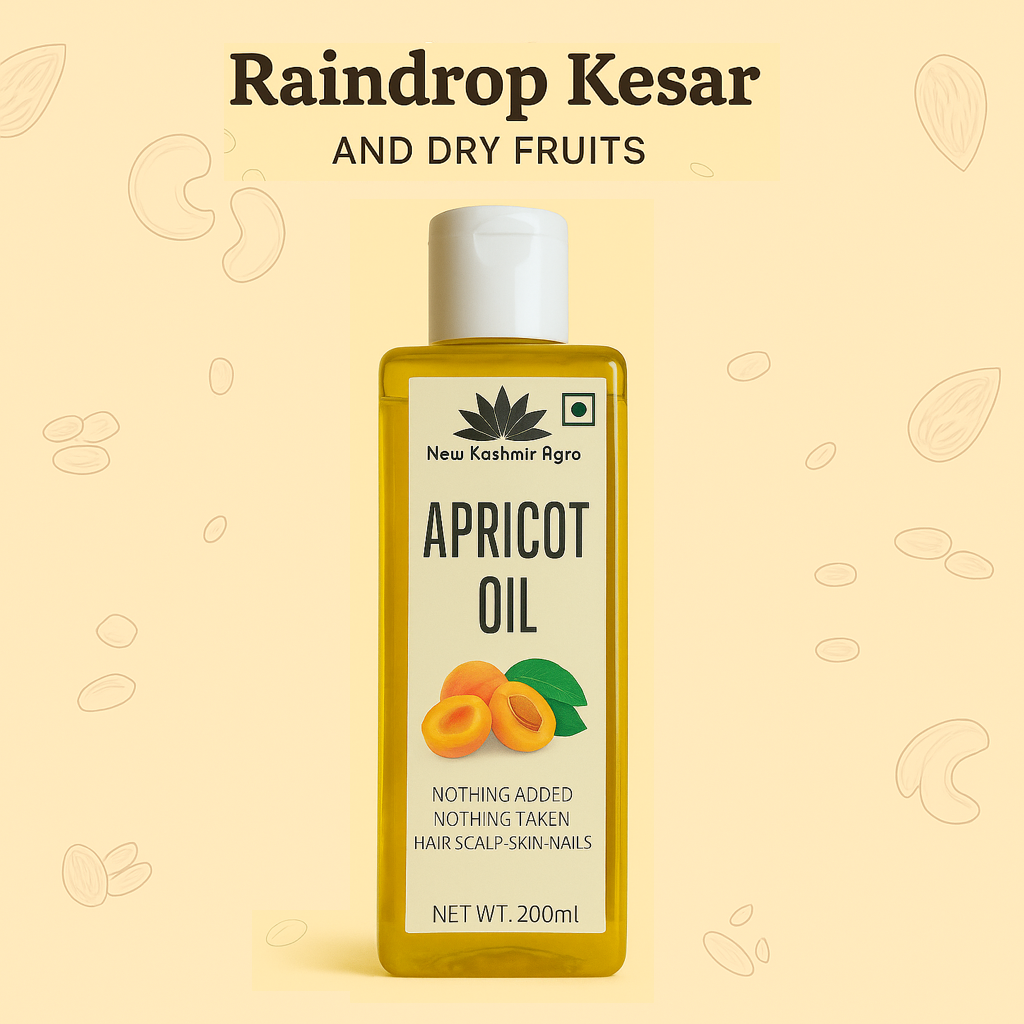 Raindrop Kesar
AND DRY FRUITS
New Kashmir Agro
APRICOT
OIL
NOTHING ADDED
NOTHING TAKEN
HAIR SCALP-SKIN-NAILS
NET WT. 200ml